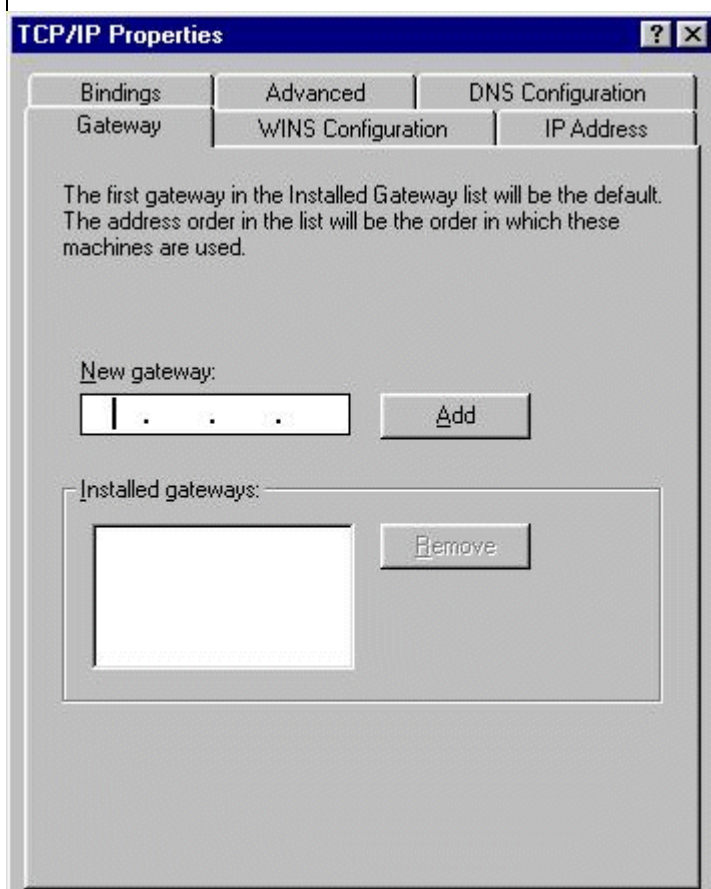 TCP/IP Properties
Bindings Advanced DNS Configuration
Gateway WINS Configuration IP Address
The first gateway in the Installed Gateway list will be the default.
The address order in the list will be the order in which these
machines are used.
New gateway:
. . .
Add
Installed gateways:
Remove